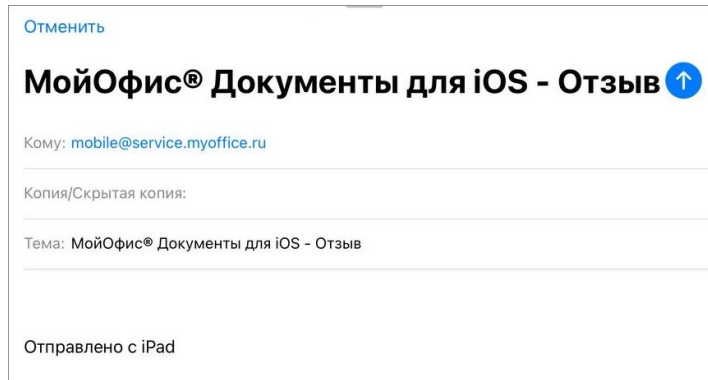 Отменить
МойОфис® Документы для iOS - Отзыв
Кому: mobile@service.myoffice.ru
Копия/Скрытая копия:
Тема: МойОфис® Документы для iOS - Отзыв
Отправлено с iPad